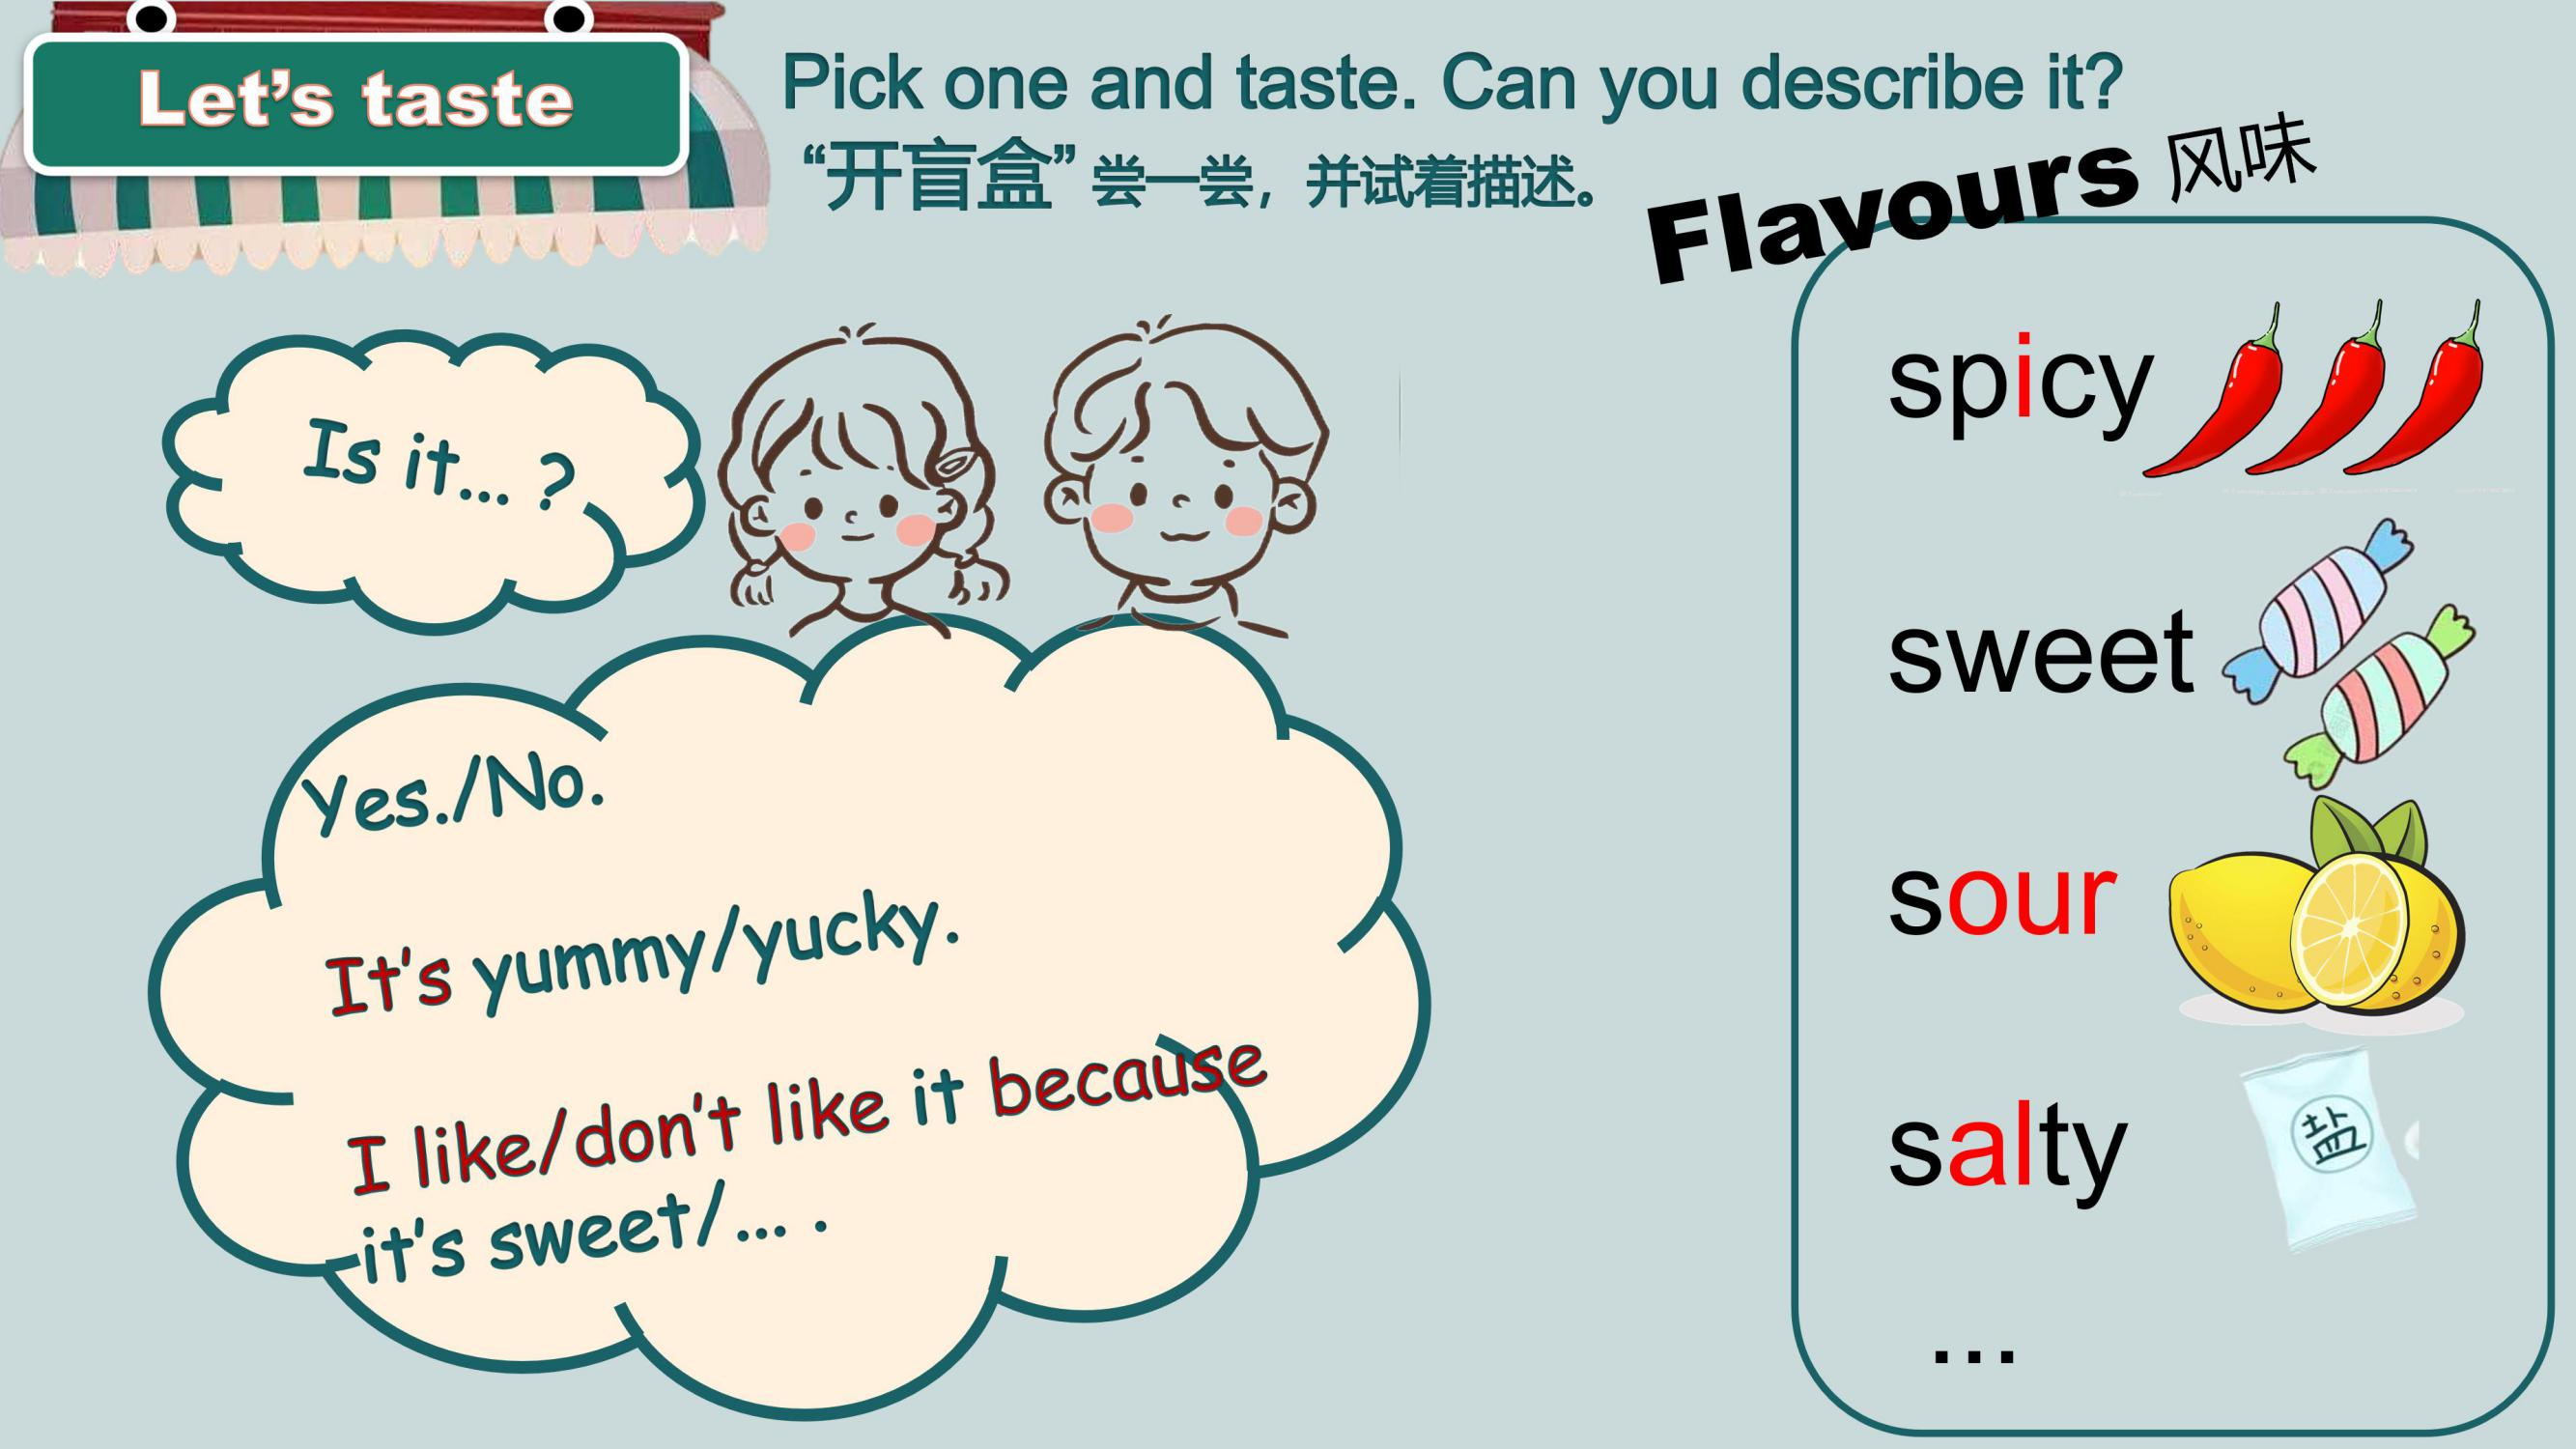 Let’s taste
Pick one and taste. Can you describe it?
“开盲盒” 尝一尝，并试着描述。
Flavours 风味
Is it... ?
Yes./No.
It's yummy/yucky.
I like/don't like it because
it's sweet/... .
spicy
sweet
sour
salty
盐
...